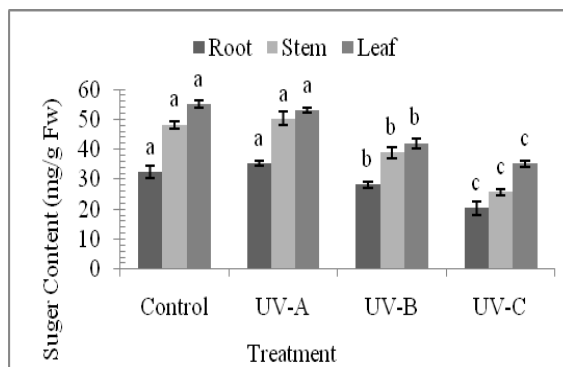 Root Stem Leaf
60
50
40
30
20
10
0
Suger Content (mg/g Fw)
a a a
a a a
b b b
c c c
Control UV-A UV-B UV-C
Treatment